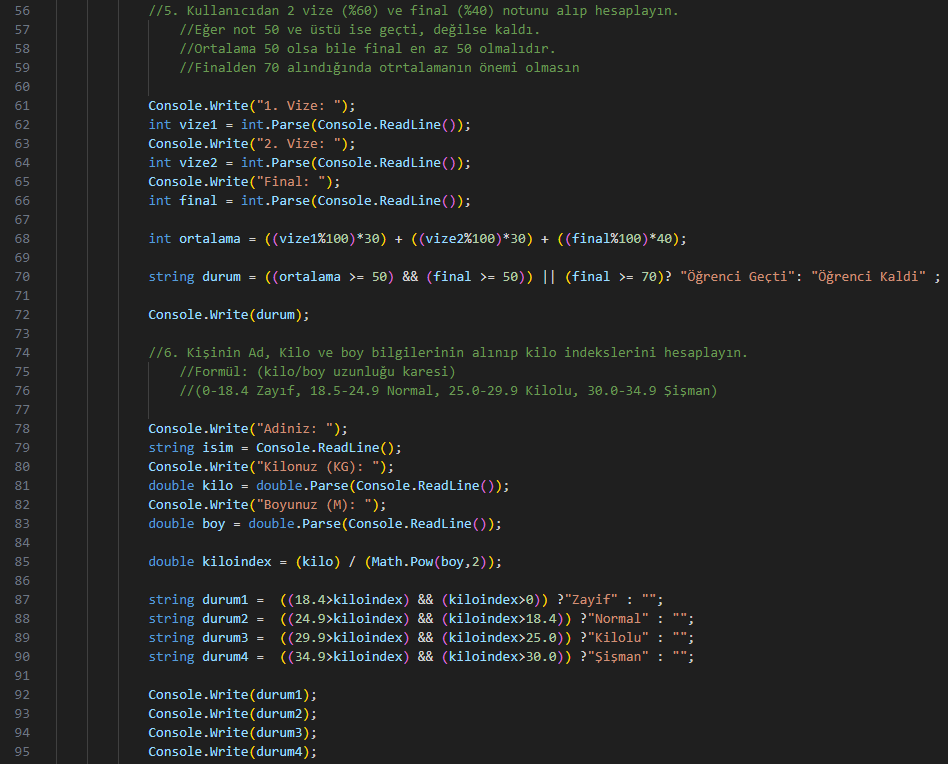 56 //5. Kullanıcıdan 2 vize (%60) ve final (%40) notunu alıp hesaplayın.
57 //Eğer not 50 ve üstü ise geçti, değilse kaldı.
58 //Ortalama 50 olsa bile final en az 50 olmalıdır.
59 //Finalden 70 alındığında otrtalamanın önemi olmasın
60
61 Console.Write("1. Vize: ");
62 int vize1 = int.Parse(Console.ReadLine());
63 Console.Write("2. Vize: ");
64 int vize2 = int.Parse(Console.ReadLine());
65 Console.Write("Final: ");
66 int final = int.Parse(Console.ReadLine());
67
68 int ortalama = ((vize1%100)*30) + ((vize2%100)*30) + ((final%100)*40);
69
70 string durum = ((ortalama >= 50) && (final >= 50)) || (final >= 70)? "Öğrenci Geçti": "Öğrenci Kaldi" ;
71
72 Console.Write(durum);
73
74 //6. Kişinin Ad, Kilo ve boy bilgilerinin alınıp kilo indekslerini hesaplayın.
75 //Formül: (kilo/boy uzunluğu karesi)
76 //(0-18.4 Zayıf, 18.5-24.9 Normal, 25.0-29.9 Kilolu, 30.0-34.9 Şişman)
77
78 Console.Write("Adiniz: ");
79 string isim = Console.ReadLine();
80 Console.Write("Kilonuz (KG): ");
81 double kilo = double.Parse(Console.ReadLine());
82 Console.Write("Boyunuz (M): ");
83 double boy = double.Parse(Console.ReadLine());
84
85 double kiloindex = (kilo) / (Math.Pow(boy,2));
86
87 string durum1 =  ((18.4>kiloindex) && (kiloindex>0)) ?"Zayif" : "";
88 string durum2 =  ((24.9>kiloindex) && (kiloindex>18.4)) ?"Normal" : "";
89 string durum3 =  ((29.9>kiloindex) && (kiloindex>25.0)) ?"Kilolu" : "";
90 string durum4 =  ((34.9>kiloindex) && (kiloindex>30.0)) ?"Şişman" : "";
91
92 Console.Write(durum1);
93 Console.Write(durum2);
94 Console.Write(durum3);
95 Console.Write(durum4);